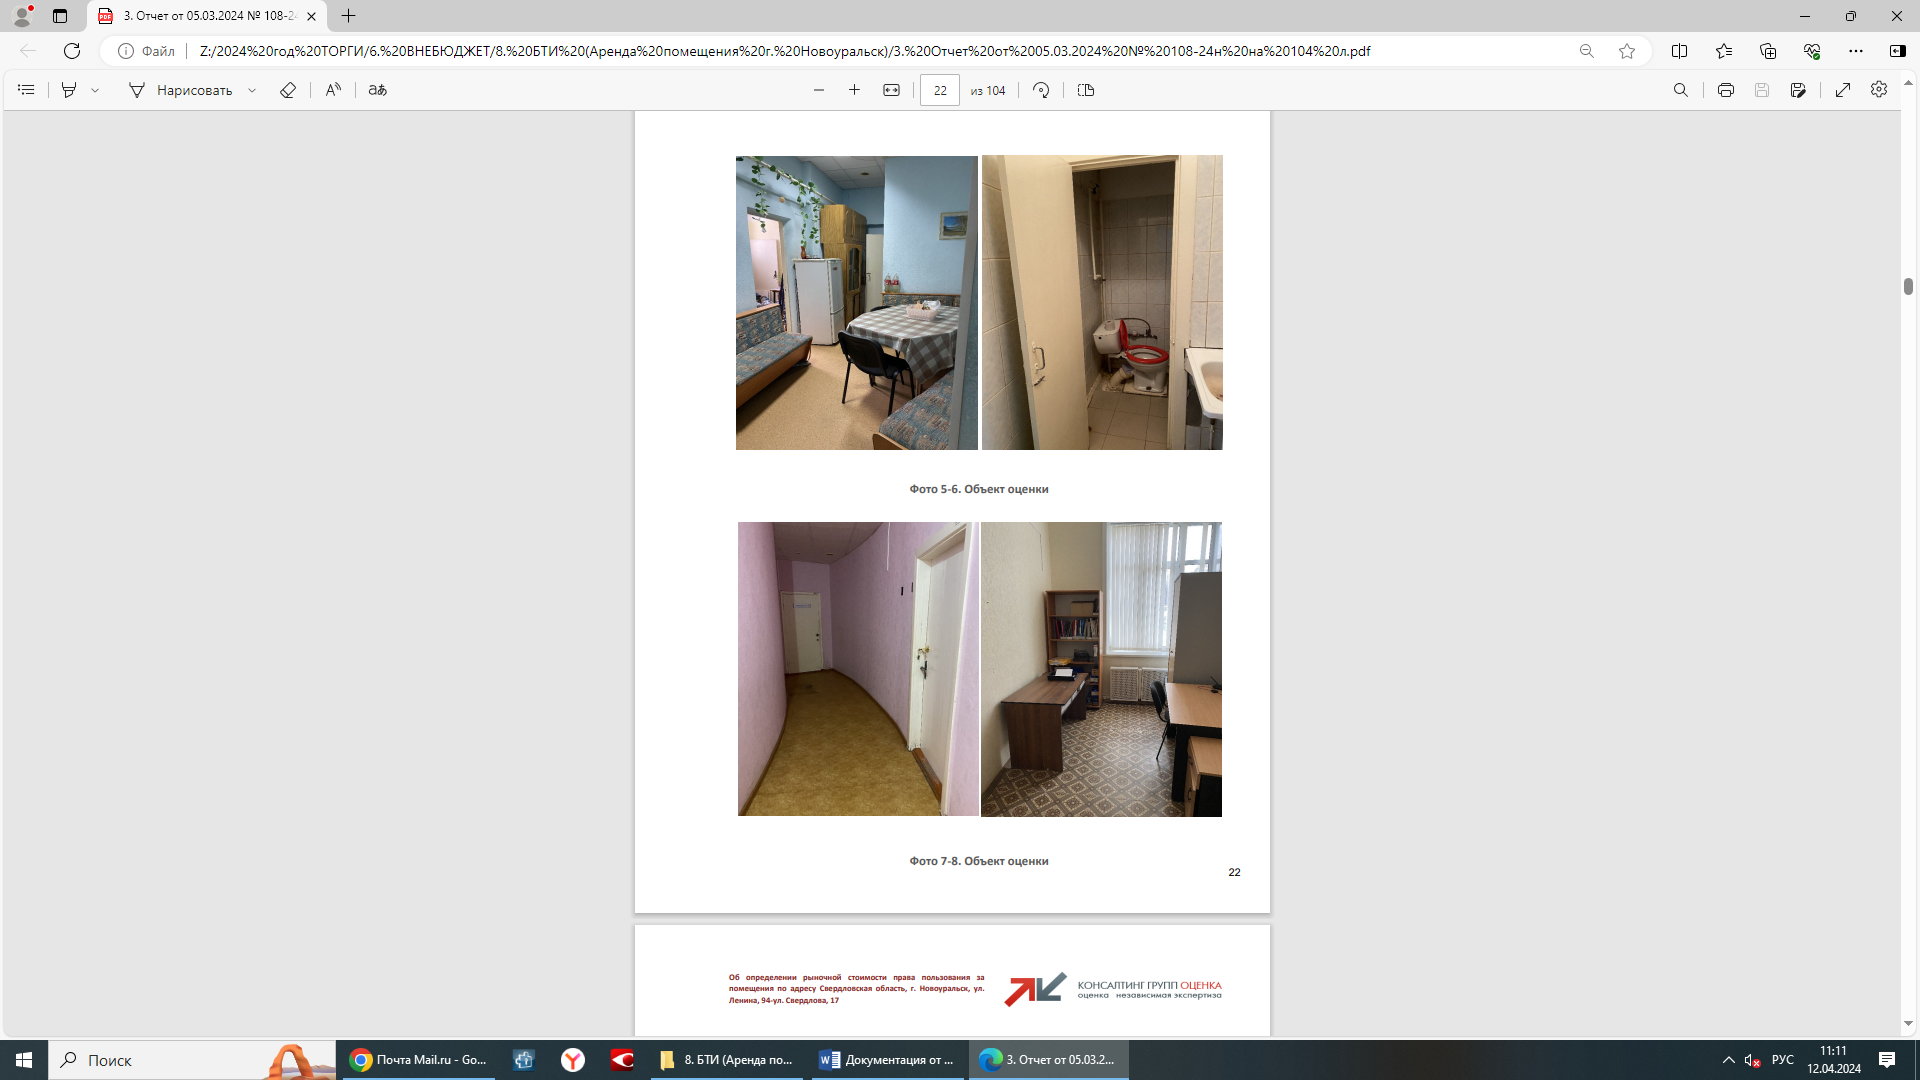 3. Отчет от 05.03.2024 № 108-24
Файл
Z:/2024%20год%20ТОРГИ/6.%20ВНЕБЮДЖЕТ/8.%20БТИ%20(Аренда%20помещения%20г.%20Новоуральск)/3.%20Отчет%20от%2005.03.2024%20№%20108-24н%20на%20104%20л.pdf
Нарисовать
22 из 104
Фото 5-6. Объект оценки
Фото 7-8. Объект оценки
22
Об определении рыночной стоимости права пользования за
помещения по адресу Свердловская область, г. Новоуральск, ул.
Ленина, 94-ул. Свердлова, 17
КОНСАЛТИНГ ГРУПП ОЦЕНКА
оценка независимая экспертиза
Поиск
Почта Mail.ru - Go...
8. БТИ (Аренда по...
Документация от ...
3. Отчет от 05.03.2...
РУС
11:11
12.04.2024